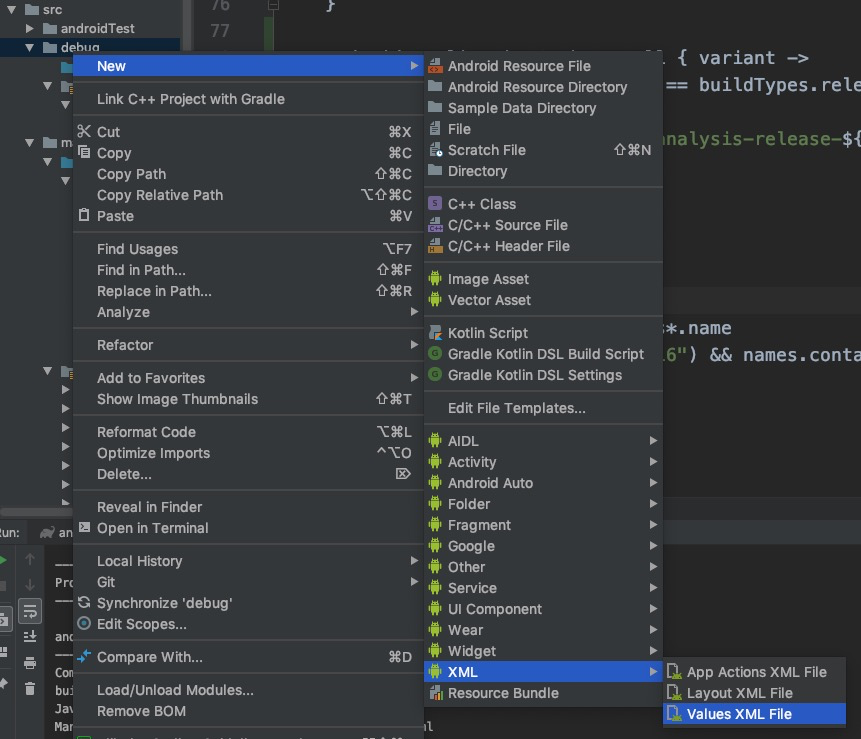 src
androidTest
debug
76
}
77
{ variant ->
== buildTypes.rele
nalysis-release-${
*.name
6") && names.conta
New
Link C++ Project with Gradle
Cut ⌘X
Copy ⌘C
Copy Path ⇧⌘C
Copy Relative Path ⌥⇧⌘C
Paste ⌘V
Find Usages ⌥F7
Find in Path... ⇧⌘F
Replace in Path... ⇧⌘R
Analyze
Refactor
Add to Favorites
Show Image Thumbnails ⇧⌘T
Reformat Code ⌥⌘L
Optimize Imports ^⌥O
Delete... ⌦
Reveal in Finder
Open in Terminal
Local History
Git
Synchronize 'debug'
Edit Scopes...
Compare With... ⌘D
Load/Unload Modules...
Remove BOM
Android Resource File
Android Resource Directory
Sample Data Directory
File
Scratch File ⇧⌘N
Directory
C++ Class
C/C++ Source File
C/C++ Header File
Image Asset
Vector Asset
Kotlin Script
Gradle Kotlin DSL Build Script
Gradle Kotlin DSL Settings
Edit File Templates...
AIDL
Activity
Android Auto
Folder
Fragment
Google
Other
Service
UI Component
Wear
Widget
XML
Resource Bundle
App Actions XML File
Layout XML File
Values XML File
un:
an
Pro
and
Com
bui
Jav
Mar
l